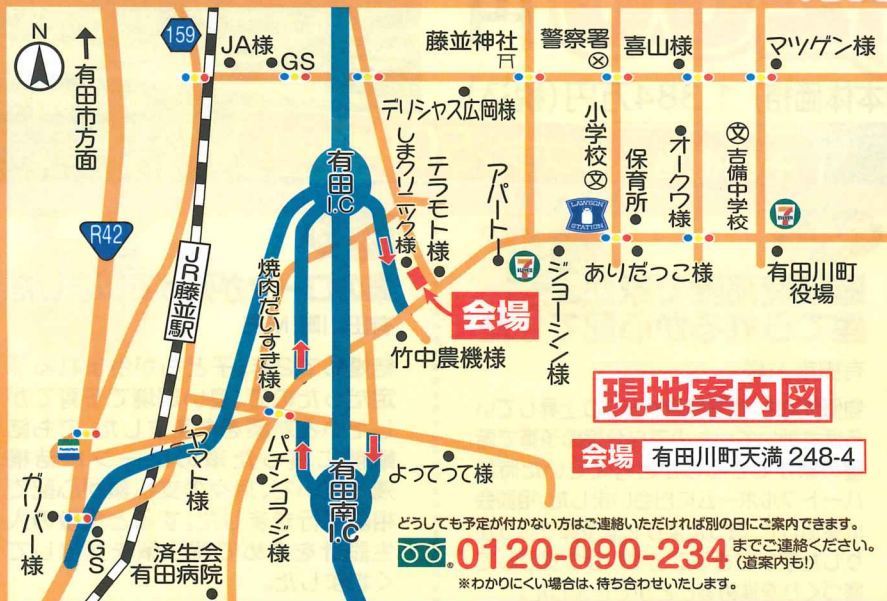 N
有田市方面
159
JA様
GS
藤並神社
警察署
喜山様
マツゲン様
デリシャス広岡様
有田I.C
しまクリニック様
テラモト様
アパート
小学校
文
LAWSON STATION
保育所
オークワ様
文
吉備中学校
7 ELEVEN
R42
JR藤並駅
焼肉だいすき様
会場
7 ELEVEN
ジョーシン様
ありだっこ様
有田川町
役場
竹中農機様
現地案内図
会場 有田川町天満 248-4
FamilyMart
ヤマト様
パチンコラジ様
有田南I.C
よってって様
ガリバー様
GS
済生会
有田病院
どうしても予定が付かない方はご連絡いただければ別の日にご案内できます。
0120-090-234 までご連絡ください。
(道案内も!)
※わかりにくい場合は、待ち合わせいたします。